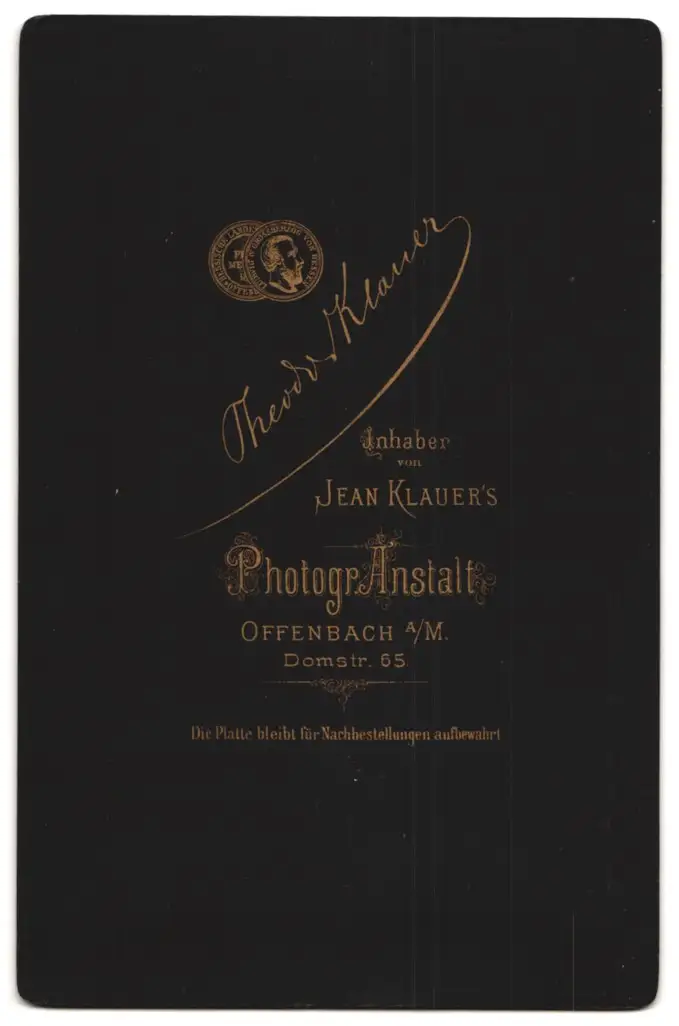 Theodor Klauer
Inhaber
von
JEAN KLAUER'S
Photogr. Anstalt
OFFENBACH A/M.
Domstr. 65.
Die Platte bleibt für Nachbestellungen aufbewahrt